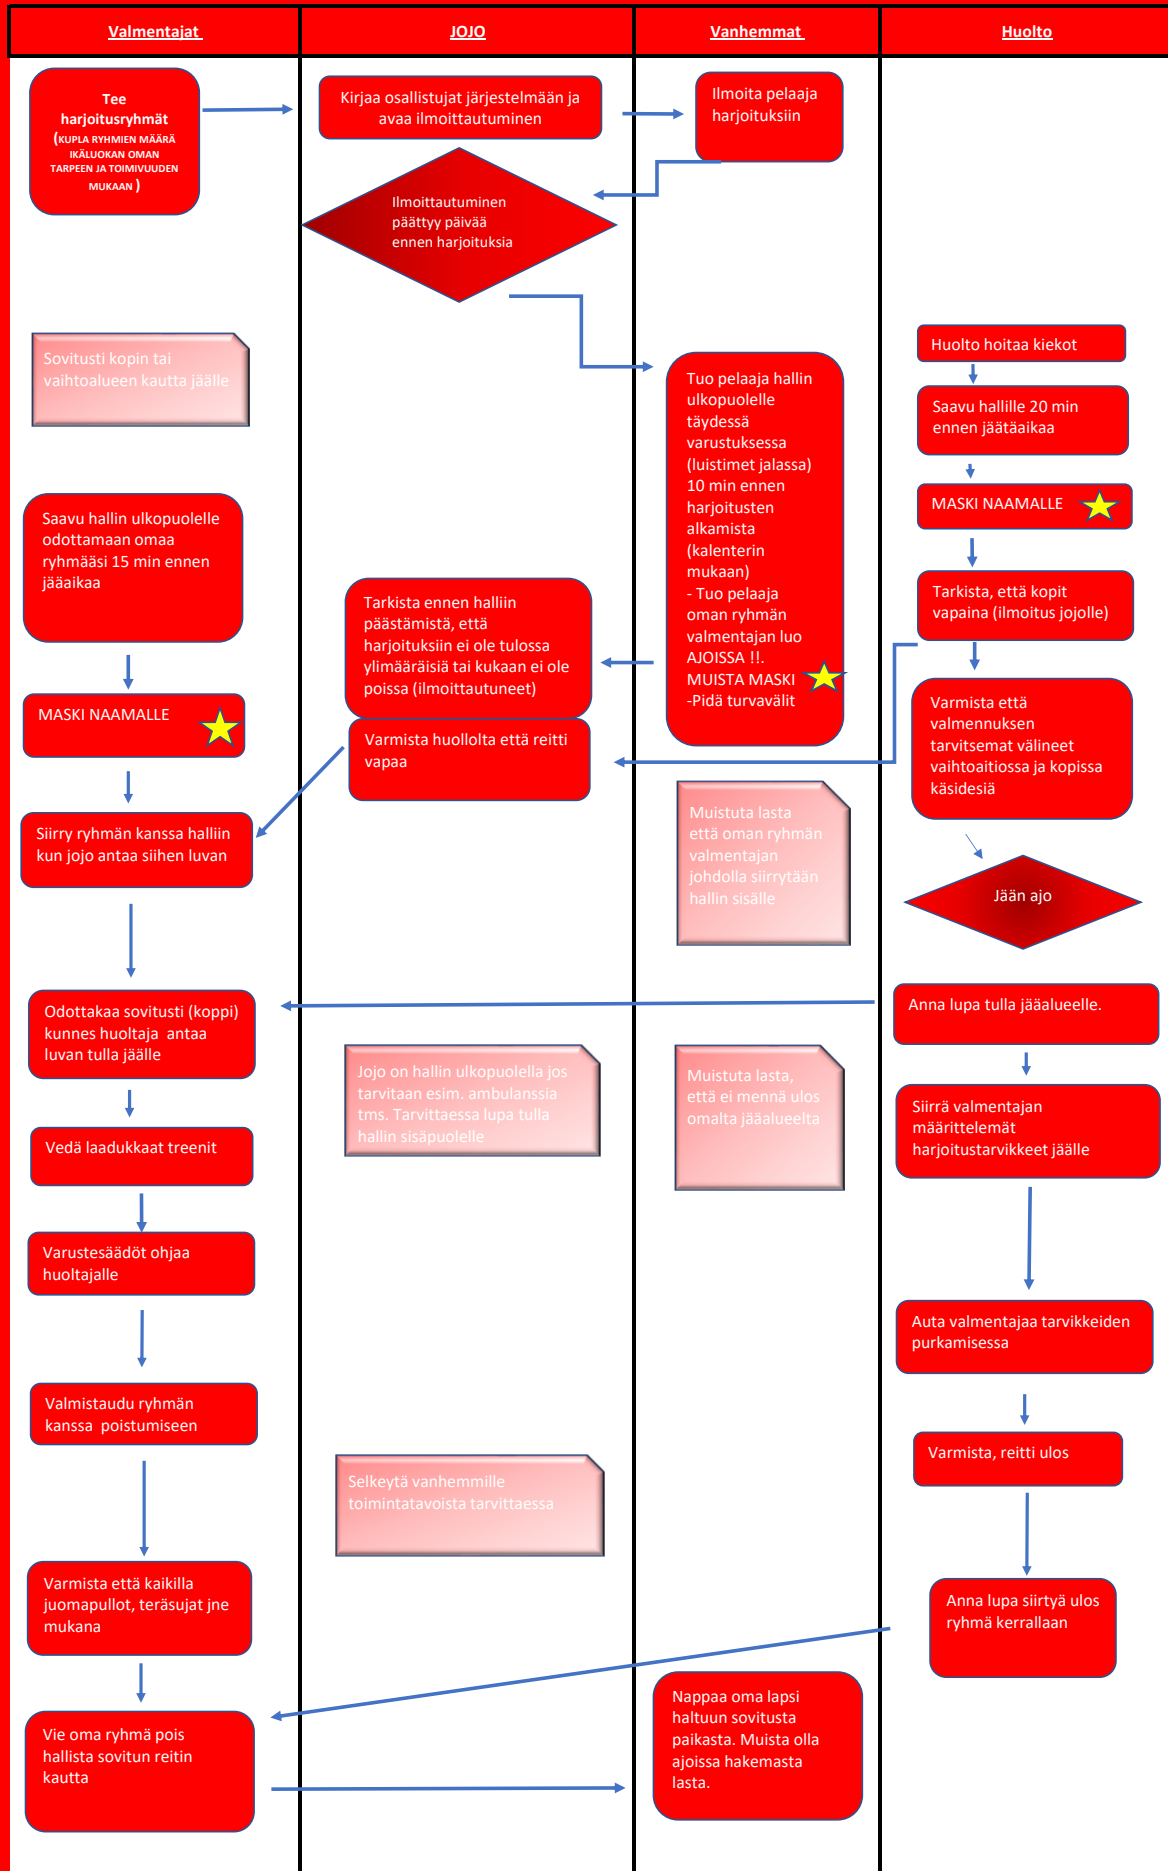 Valmentajat
JOJO
Vanhemmat
Huolto
Tee
harjoitusryhmät
(KUPLA RYHMIEN MÄÄRÄ
IKÄLUOKAN OMAN
TARPEEN JA TOIMIVUUDEN
MUKAAN )
Kirjaa osallistujat järjestelmään ja
avaa ilmoittautuminen
Ilmoita pelaaja
harjoituksiin
Ilmoittautuminen
päättyy päivää
ennen harjoituksia
Sovitusti kopin tai
vaihtoalueen kautta jäälle
Huolto hoitaa kiekot
Tuo pelaaja hallin
ulkopuolelle
täydessä
varustuksessa
(luistimet jalassa)
10 min ennen
harjoitusten
alkamista
(kalenterin
mukaan)
- Tuo pelaaja
oman ryhmän
valmentajan luo
AJOISSA !!.
MUISTA MASKI
-Pidä turvavälit
Saavu hallille 20 min
ennen jäätäaikaa
MASKI NAAMALLE
Saavu hallin ulkopuolelle
odottamaan omaa
ryhmääsi 15 min ennen
jääaikaa
Tarkista, että kopit
vapaina (ilmoitus jojolle)
Tarkista ennen halliin
päästämistä, että
harjoituksiin ei ole tulossa
ylimääräisiä tai kukaan ei ole
poissa (ilmoittautuneet)
MASKI NAAMALLE
Varmista että
valmennuksen
tarvitsemat välineet
vaihtoaitiossa ja kopissa
käsidesiä
Varmista huollolta että reitti
vapaa
Muistuta lasta
että oman ryhmän
valmentajan
johdolla siirrytään
hallin sisälle
Siirry ryhmän kanssa halliin
kun jojo antaa siihen luvan
Jään ajo
Odottakaa sovitusti (koppi)
kunnes huoltaja  antaa
luvan tulla jäälle
Anna lupa tulla jääalueelle.
Jojo on hallin ulkopuolella jos
tarvitaan esim. ambulanssia
tms. Tarvittaessa lupa tulla
hallin sisäpuolelle
Muistuta lasta,
että ei mennä ulos
omalta jääalueelta
Siirrä valmentajan
määrittelemät
harjoitustarvikkeet jäälle
Vedä laadukkaat treenit
Varustesäädöt ohjaa
huoltajalle
Auta valmentajaa tarvikkeiden
purkamisessa
Valmistaudu ryhmän
kanssa  poistumiseen
Varmista, reitti ulos
Selkeytä vanhemmille
toimintatavoista tarvittaessa
Varmista että kaikilla
juomapullot, teräsujat jne
mukana
Anna lupa siirtyä ulos
ryhmä kerrallaan
Nappaa oma lapsi
haltuun sovitusta
paikasta. Muista olla
ajoissa hakemasta
lasta.
Vie oma ryhmä pois
hallista sovitun reitin
kautta